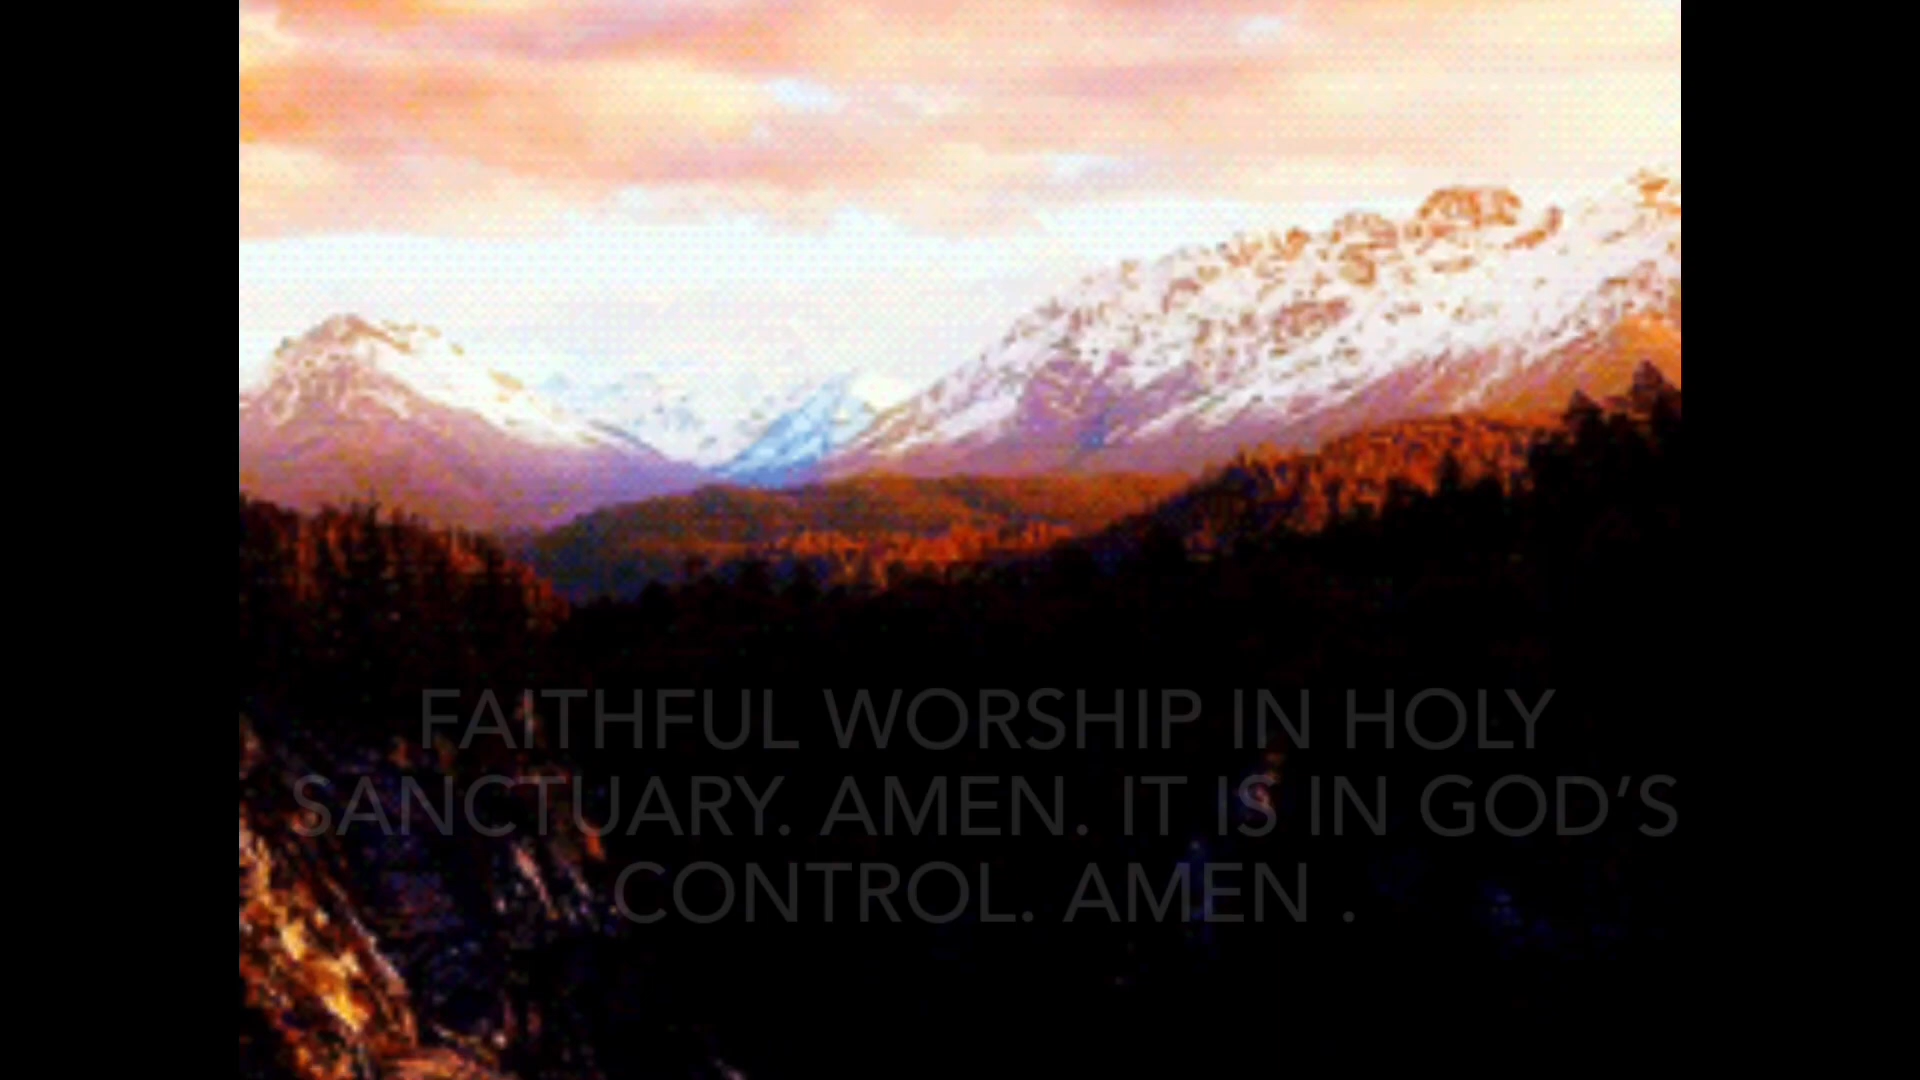 FAITHFUL WORSHIP IN HOLY
SANCTUARY. AMEN. IT IS IN GOD’S
CONTROL. AMEN .